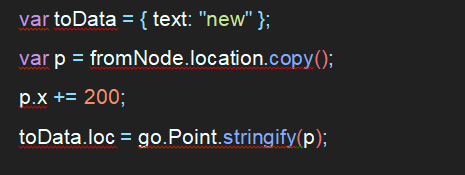 var toData = { text: "new" };
var p = fromNode.location.copy();
p.x += 200;
toData.loc = go.Point.stringify(p);